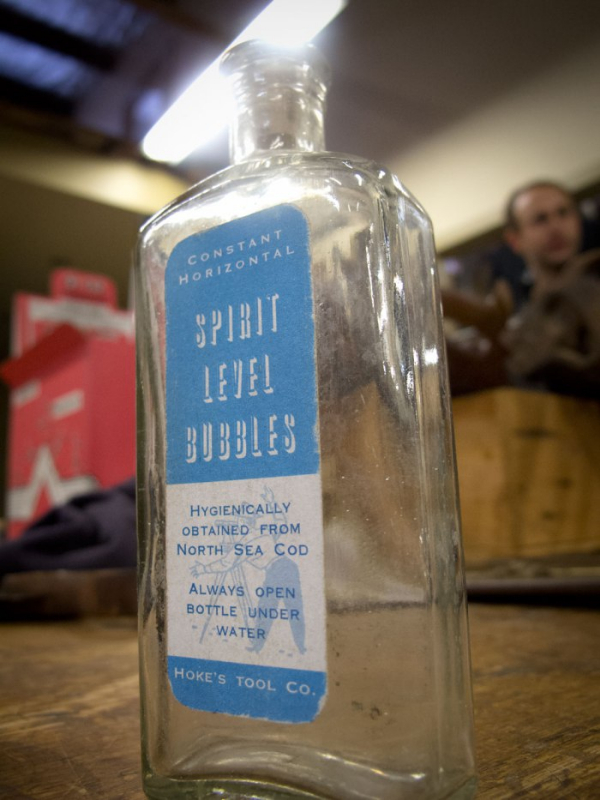 CONSTANT
HORIZONTAL
SPIRIT
LEVEL
BUBBLES
HYGIENICALLY
OBTAINED FROM
NORTH SEA COD
ALWAYS OPEN
BOTTLE UNDER
WATER
HOKE'S TOOL CO.